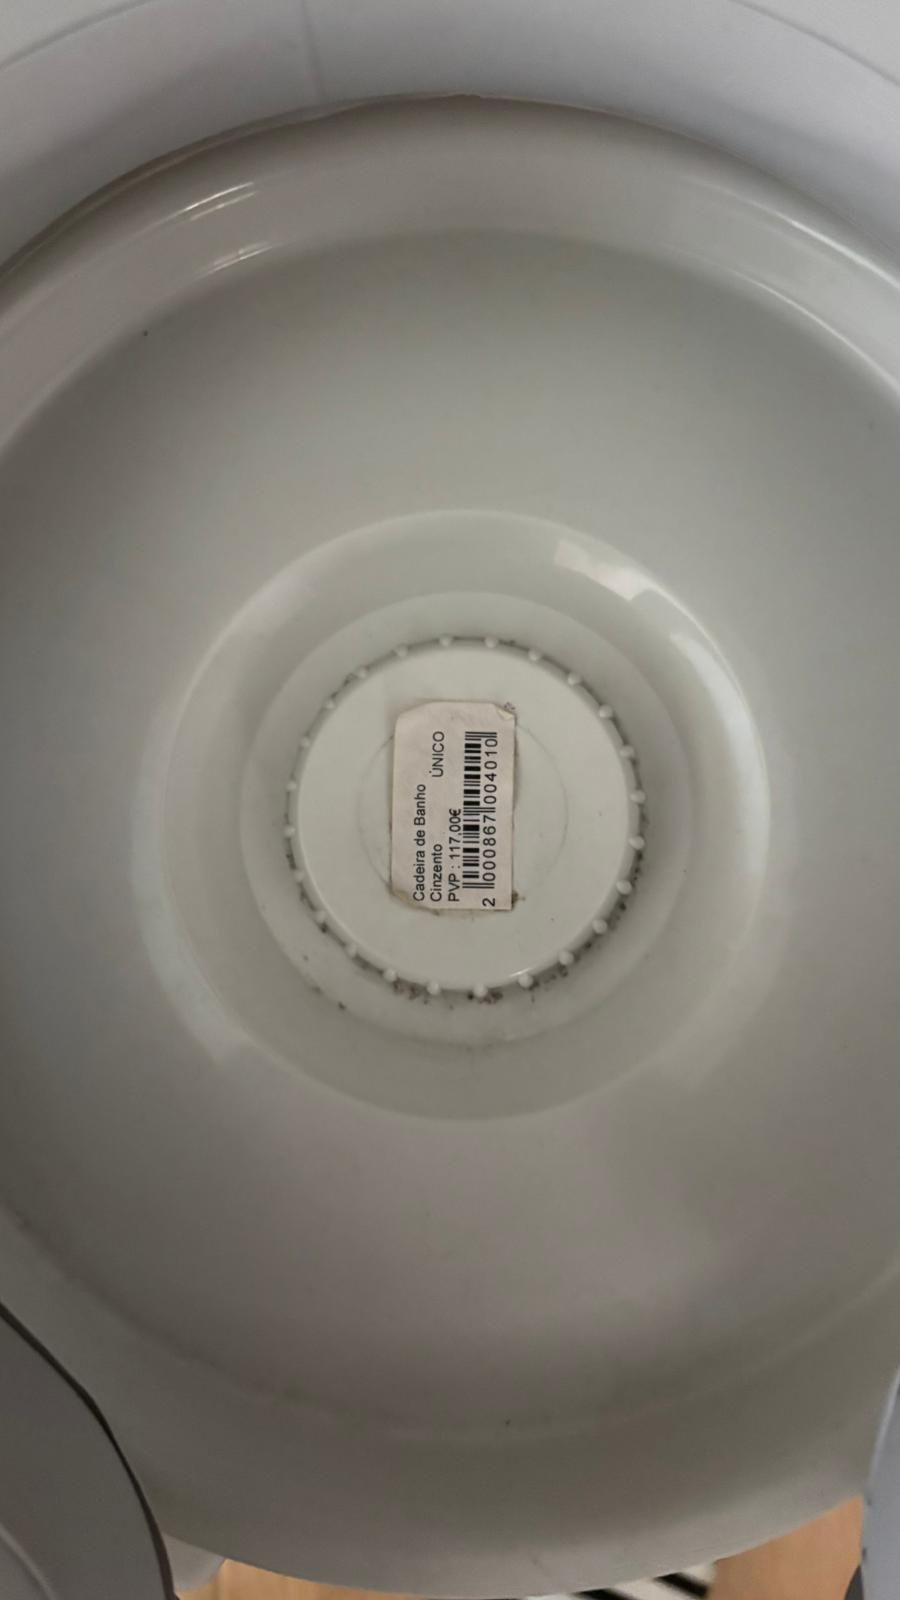 Cadeira de Banho
Cinzento ÚNICO
PVP : 117,00€
2 000867 004010